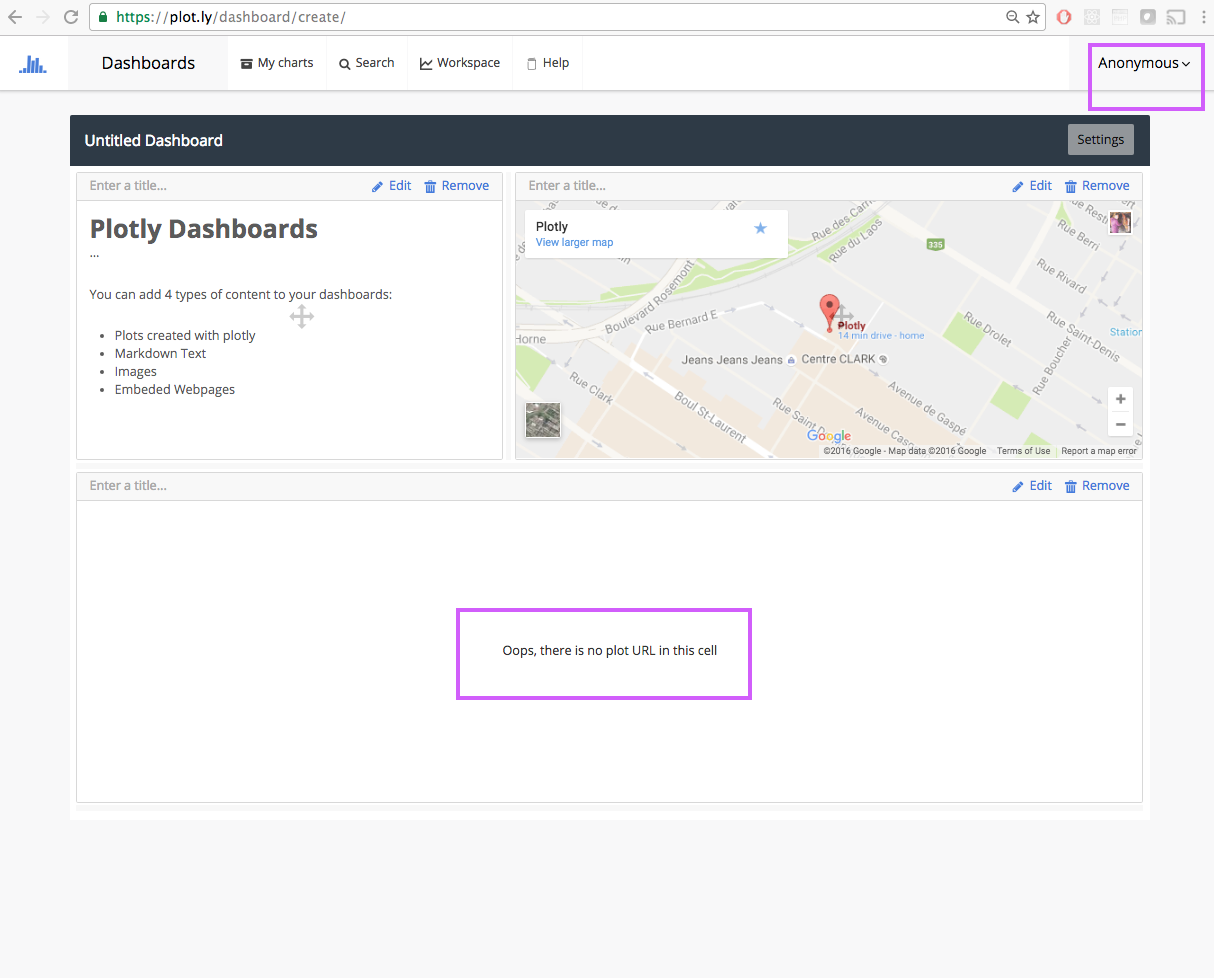 https://plot.ly/dashboard/create/
Dashboards
My charts
Search
Workspace
Help
Anonymous
Untitled Dashboard
Settings
Enter a title...
Edit
Remove
Plotly Dashboards
...
You can add 4 types of content to your dashboards:
Plots created with plotly
Markdown Text
Images
Embeded Webpages
Enter a title...
Edit
Remove
Plotly
View larger map
Rue des Carr
Rue du Laos
335
Rue Berri
Rue Rivard
Boulevard Rosemont
Rue Bernard E
Plotly
14 min drive - home
Rue Drolet
Rue Saint-Denis
Station
Horne
Jeans Jeans Jeans
Centre CLARK
Rue Boucher
Rue Clark
Boul St-Laurent
Rue Saint-D
Avenue de Gaspé
Avenue Cas
+
−
Google
©2016 Google - Map data ©2016 Google
Terms of Use
Report a map error
Enter a title...
Edit
Remove
Oops, there is no plot URL in this cell